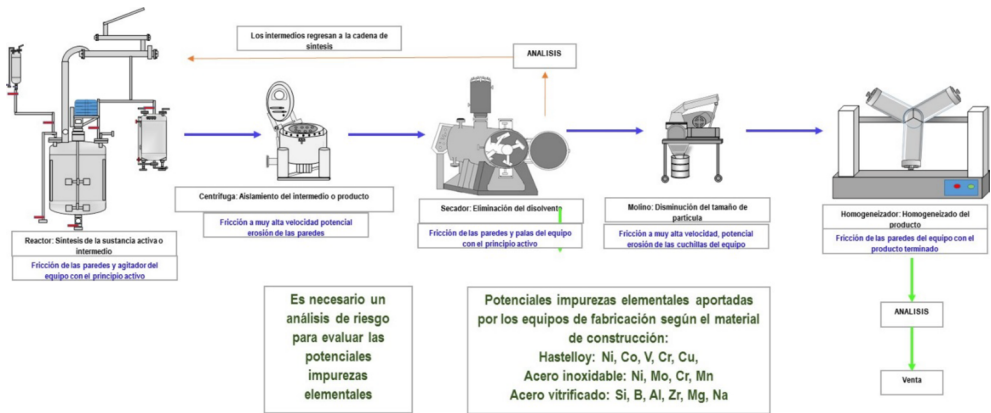 Los intermedios regresan a la cadena de
síntesis
ANALISIS
Centrífuga: Aislamiento del intermedio o producto
Fricción a muy alta velocidad potencial
erosión de las paredes
Secador: Eliminación del disolvente
Fricción de las paredes y palas del equipo
con el principio activo
Molino: Disminución del tamaño de
partícula
Fricción a muy alta velocidad, potencial
erosión de las cuchillas del equipo
Homogeneizador: Homogeneizado del
producto
Fricción de las paredes del equipo con el
producto terminado
Reactor: Síntesis de la sustancia activa o
intermedio
Fricción de las paredes y agitador del
equipo con el principio activo
Es necesario un
análisis de riesgo
para evaluar las
potenciales
impurezas
elementales
Potenciales impurezas elementales aportadas
por los equipos de fabricación según el material
de construcción:
Hastelloy: Ni, Co, V, Cr, Cu,
Acero inoxidable: Ni, Mo, Cr, Mn
Acero vitrificado: Si, B, Al, Zr, Mg, Na
ANALISIS
Venta